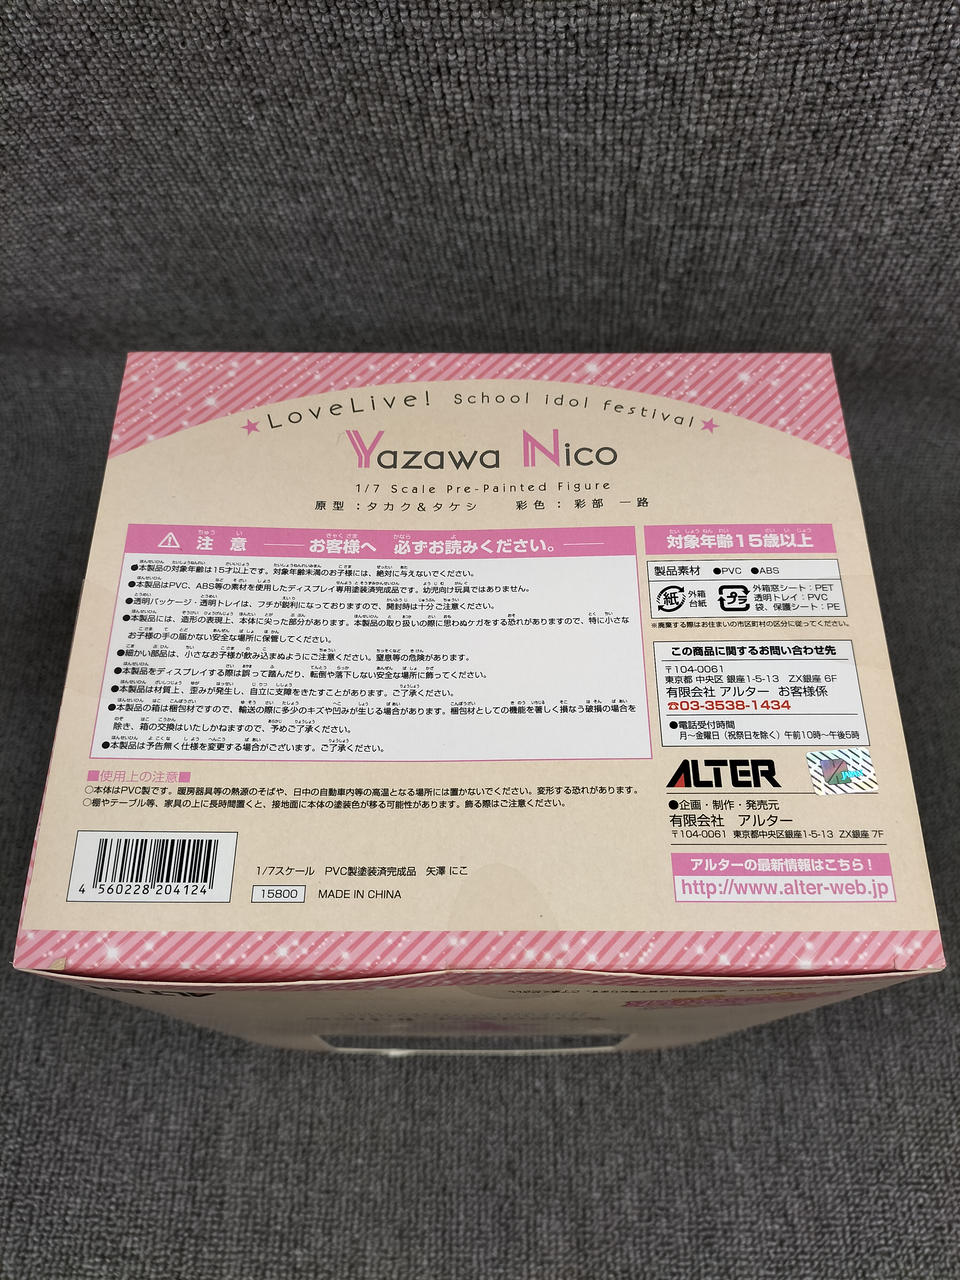 ★LoveLive! School idol festival★
Yazawa Nico
1/7 Scale Pre-Painted Figure
原型：タカク&タケシ 彩色：彩部 一路
注意 お客様へ 必ずお読みください。
●本製品の対象年齢は15才以上です。対象年齢未満のお子様には、絶対に与えないでください。
●本製品はPVC、ABS等の素材を使用したディスプレイ専用塗装済完成品です。幼児向け玩具ではありません。
●透明パッケージ・透明トレイは、フチが鋭利になっておりますので、開封時は十分ご注意ください。
●本製品には、造形の表現上、本体に尖った部分があります。本製品の取り扱いの際に思わぬケガをする恐れがありますので、特に小さな
お子様の手の届かない安全な場所に保管してください。
●細かい部品は、小さなお子様が飲み込まぬようにご注意ください。窒息等の危険があります。
●本製品をディスプレイする際は誤って踏んだり、転倒や落下しない安全な場所に飾ってください。
●本製品は材質上、歪みが発生し、自立に支障をきたすことがあります。ご了承ください。
●本製品の箱は梱包材ですので、輸送の際に多少のキズや凹みが生じる場合があります。梱包材としての機能を著しく損なう破損の場合を
除き、箱の交換はいたしかねますので、予めご了承ください。
●本製品は予告無く仕様を変更する場合がございます。ご了承ください。
■使用上の注意■
○本体はPVC製です。暖房器具等の熱源のそばや、日中の自動車内等の高温となる場所には置かないでください。変形する恐れがあります。
○棚やテーブル等、家具の上に長時間置くと、接地面に本体の塗装色が移る可能性があります。飾る際はご注意ください。
4 560228 204124
1/7スケール PVC製塗装済完成品 矢澤 にこ
15800 MADE IN CHINA
対象年齢15歳以上
製品素材 ●PVC ●ABS
紙 外箱
台紙
プラ 外箱窓シート：PET
透明トレイ：PVC
袋、保護シート：PE
※廃棄する際はお住まいの市区町村の区分に従ってください。
この商品に関するお問い合わせ先
〒104-0061
東京都 中央区 銀座 1-5-13 ZX銀座 6F
有限会社 アルター お客様係
☎03-3538-1434
●電話受付時間
月～金曜日（祝祭日を除く）午前10時～午後5時
ALTER
JAPAN
●企画・制作・発売元
有限会社 アルター
〒104-0061 東京都中央区銀座1-5-13 ZX銀座 7F
アルターの最新情報はこちら！
http://www.alter-web.jp